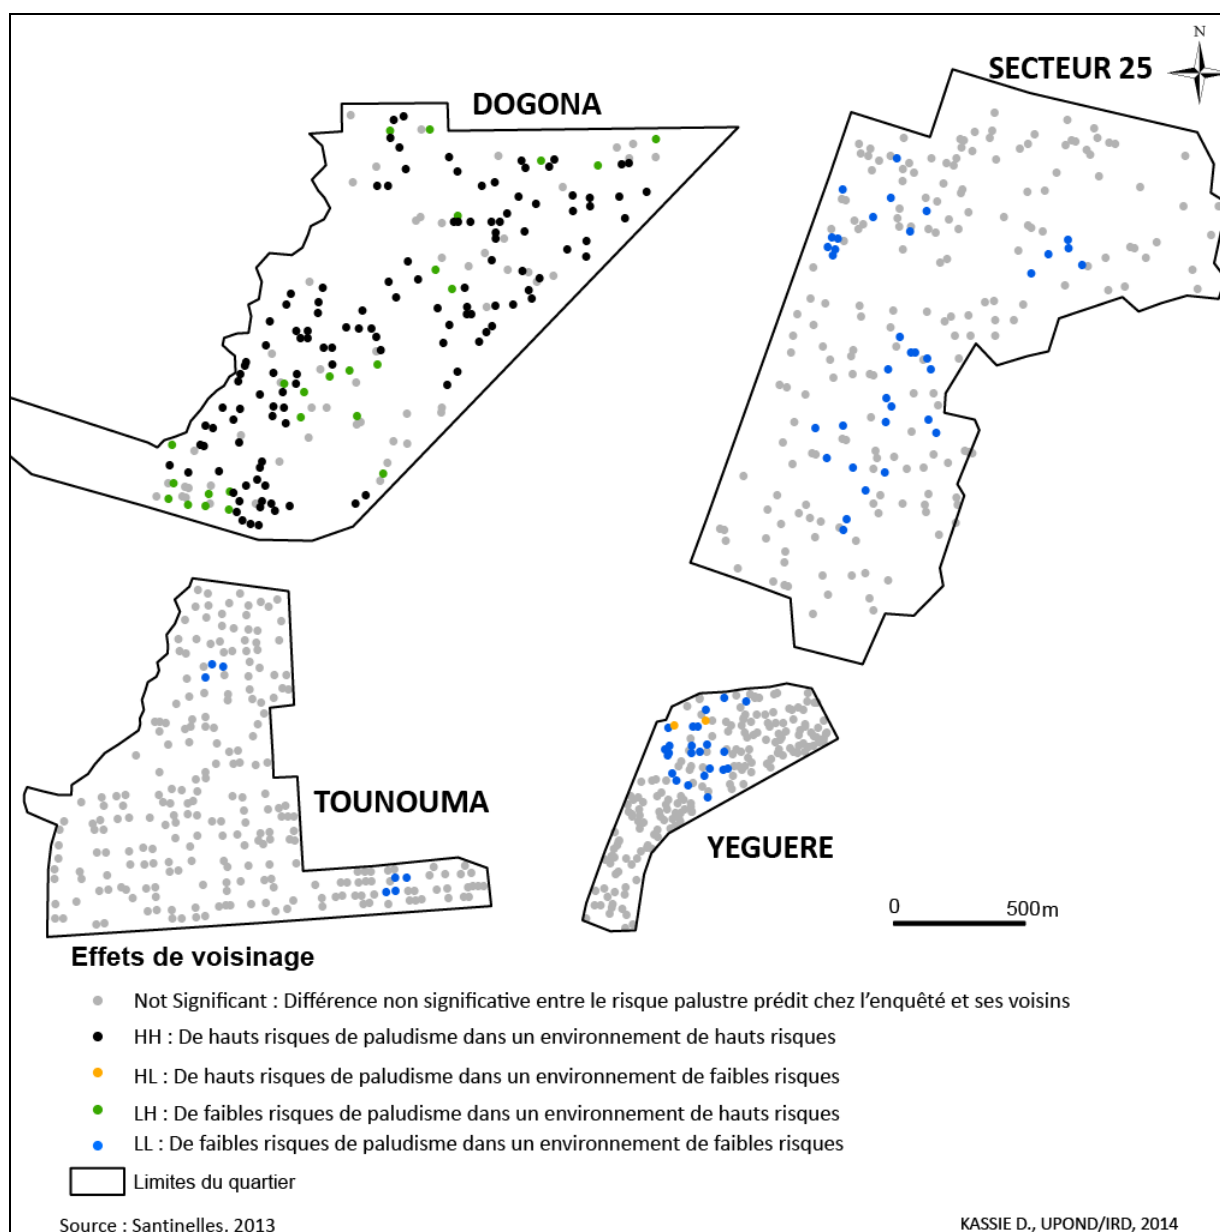 N
SECTEUR 25
DOGONA
TOUNOUMA
YEGUERE
0 500m
Effets de voisinage
Not Significant : Différence non significative entre le risque palustre prédit chez l'enquêté et ses voisins
HH : De hauts risques de paludisme dans un environnement de hauts risques
HL : De hauts risques de paludisme dans un environnement de faibles risques
LH : De faibles risques de paludisme dans un environnement de hauts risques
LL : De faibles risques de paludisme dans un environnement de faibles risques
Limites du quartier
Source : Santinelles, 2013
KASSIE D., UPOND/IRD, 2014